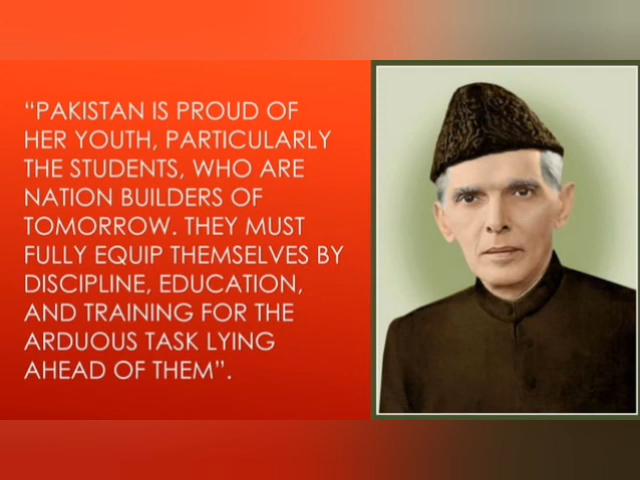 “PAKISTAN IS PROUD OF
HER YOUTH, PARTICULARLY
THE STUDENTS, WHO ARE
NATION BUILDERS OF
TOMORROW. THEY MUST
FULLY EQUIP THEMSELVES BY
DISCIPLINE, EDUCATION,
AND TRAINING FOR THE
ARDUOUS TASK LYING
AHEAD OF THEM”.